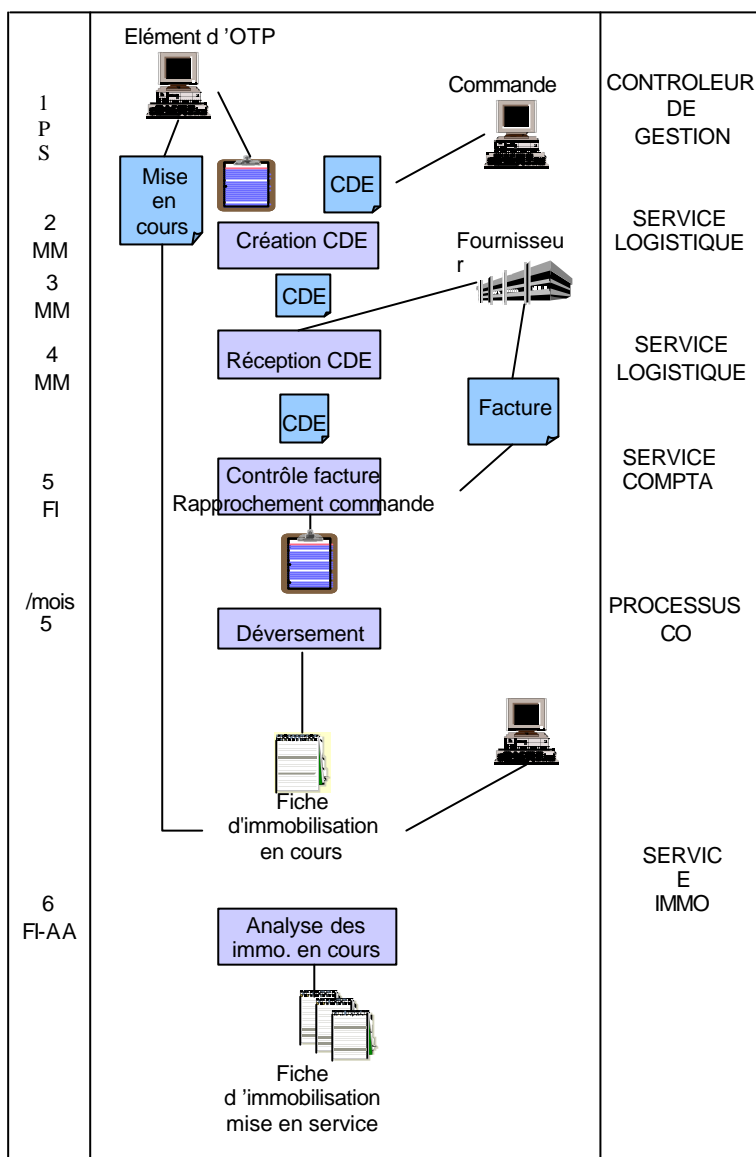 Elément d 'OTP
Commande
CONTROLEUR
DE
GESTION
1
P
S
Mise
en
cours
CDE
2
MM
Création CDE
Fournisseu
r
SERVICE
LOGISTIQUE
3
MM
CDE
4
MM
Réception CDE
SERVICE
LOGISTIQUE
CDE
Facture
5
FI
Contrôle facture
Rapprochement commande
SERVICE
COMPTA
/mois
5
Déversement
PROCESSUS
CO
Fiche
d'immobilisation
en cours
SERVIC
E
IMMO
6
FI-AA
Analyse des
immo. en cours
Fiche
d 'immobilisation
mise en service